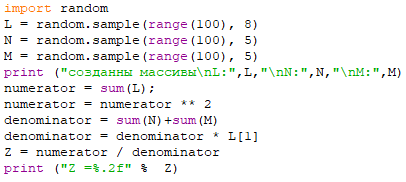 import random
L = random.sample(range(100), 8)
N = random.sample(range(100), 5)
M = random.sample(range(100), 5)
print ("созданны массивы\nL:",L,"\nN:",N,"\nM:",M)
numerator = sum(L);
numerator = numerator ** 2
denominator = sum(N)+sum(M)
denominator = denominator * L[1]
Z = numerator / denominator
print ("Z =%.2f" %  Z)